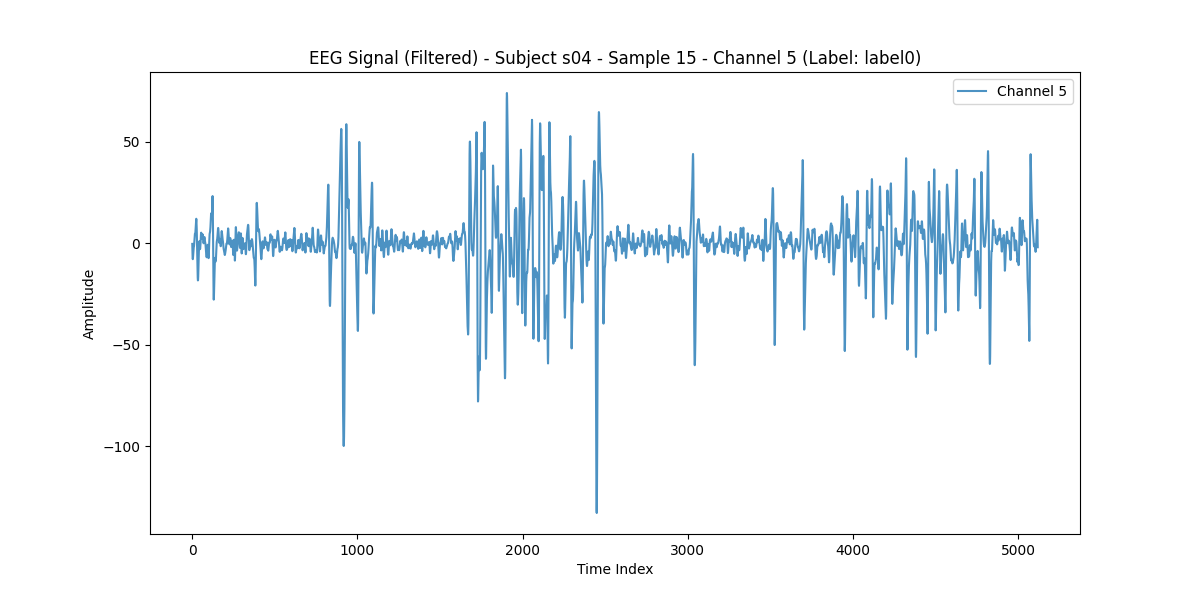 EEG Signal (Filtered) - Subject s04 - Sample 15 - Channel 5 (Label: label0)
Channel 5
50
0
−50
−100
Amplitude
0 1000 2000 3000 4000 5000
Time Index